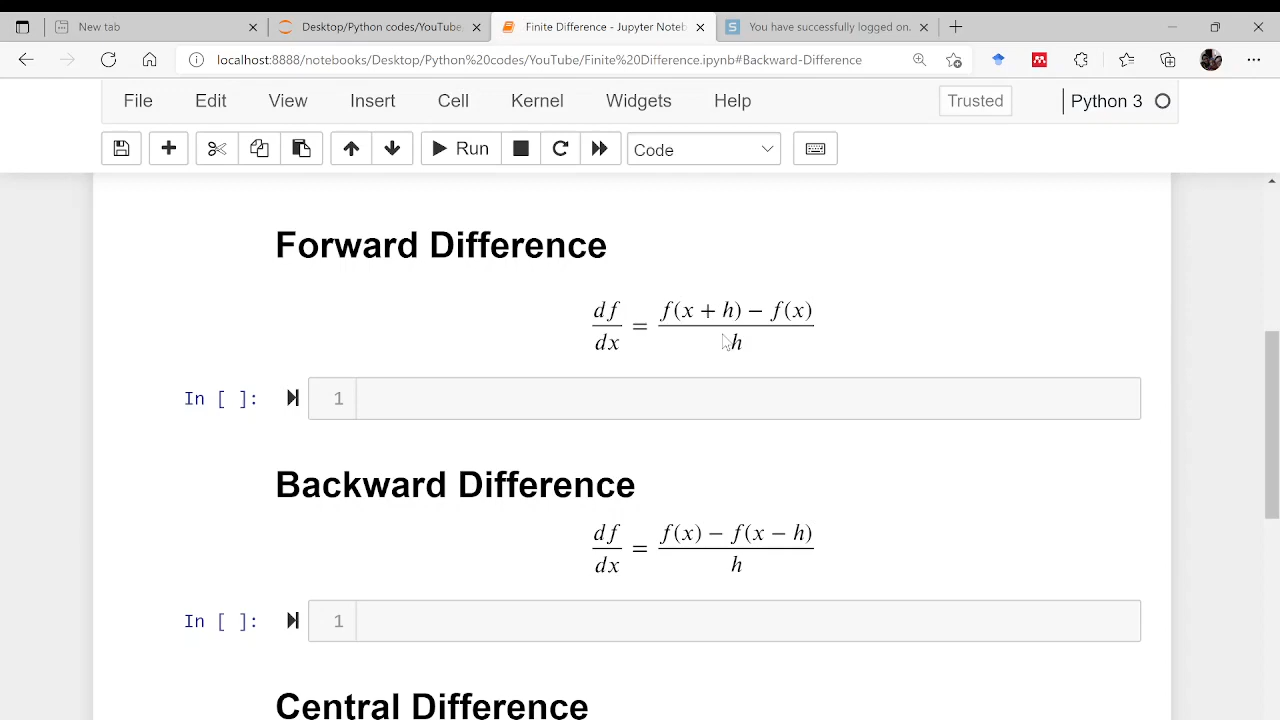 New tab
Desktop/Python codes/YouTube,
Finite Difference - Jupyter Noteb
You have successfully logged on.
localhost:8888/notebooks/Desktop/Python%20codes/YouTube/Finite%20Difference.ipynb#Backward-Difference
File Edit View Insert Cell Kernel Widgets Help Trusted Python 3
Run Code
Forward Difference
df/dx = (f(x + h) − f(x))/h
In [ ]: 1
Backward Difference
df/dx = (f(x) − f(x − h))/h
In [ ]: 1
Central Difference